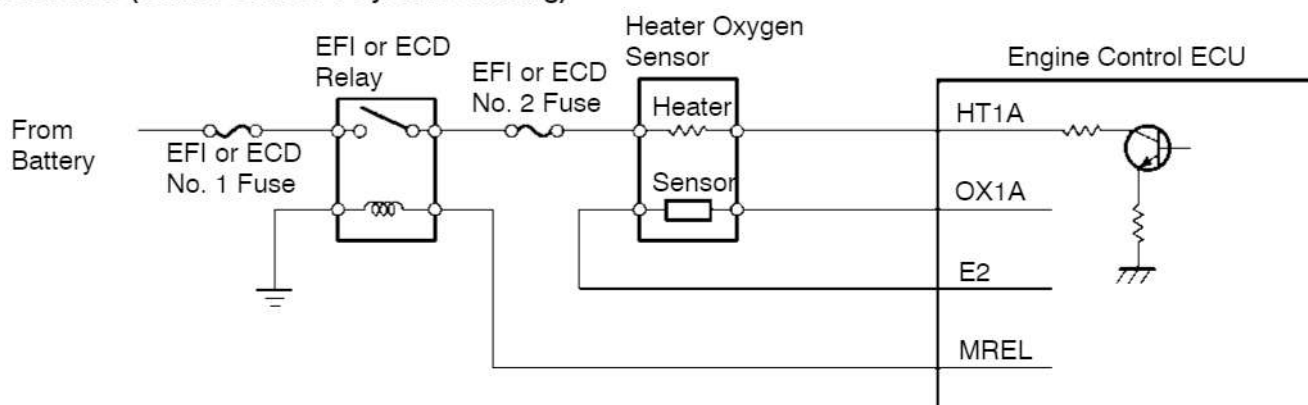 Heater Oxygen
Sensor
EFI or ECD
Relay
EFI or ECD
No. 2 Fuse
Engine Control ECU
From
Battery
EFI or ECD
No. 1 Fuse
Heater
Sensor
HT1A
OX1A
E2
MREL